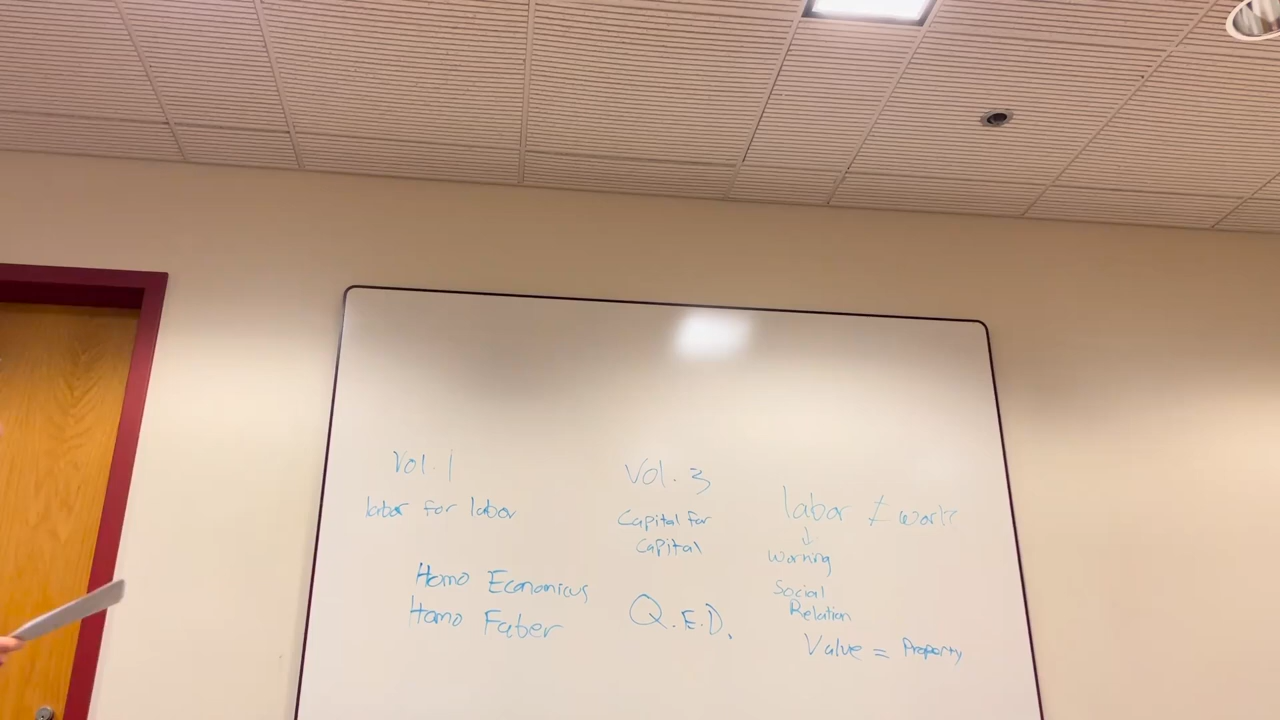 Vol. 1
labor for labor
Homo Economicus
Homo Faber
Vol. 3
Capital for
Capital
Q.E.D.
labor ≠ work
↓
Working
Social
Relation
Value = Property